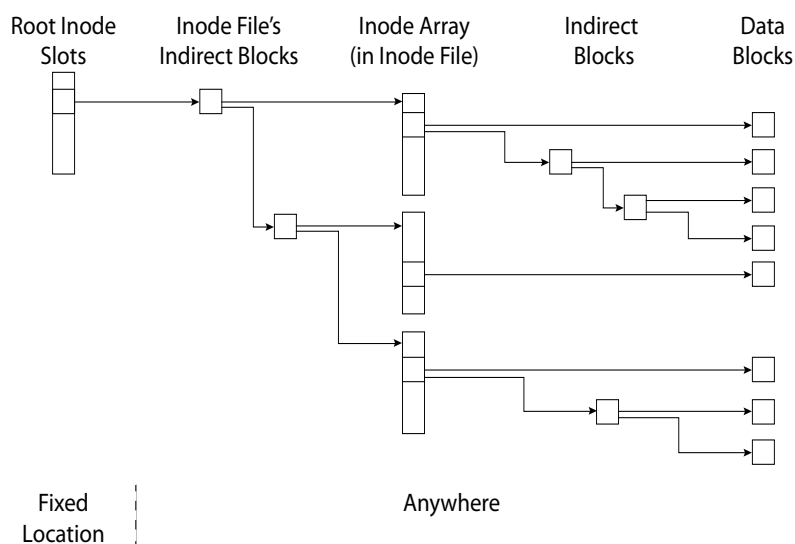 Root Inode
Slots
Inode File's
Indirect Blocks
Inode Array
(in Inode File)
Indirect
Blocks
Data
Blocks
Fixed
Location
Anywhere